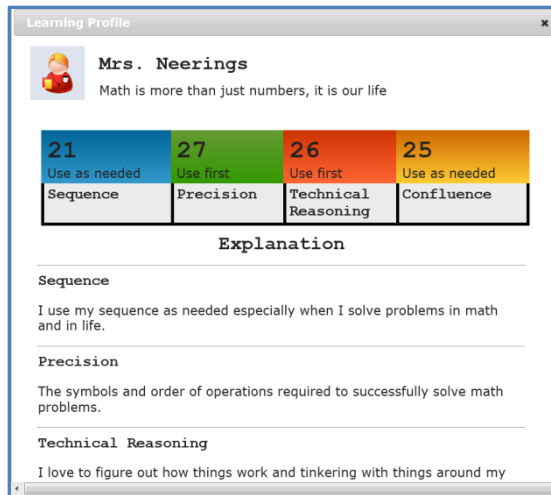 Learning Profile
Mrs. Neerings
Math is more than just numbers, it is our life
21 27 26 25
Use as needed Use first Use first Use as needed
Sequence Precision Technical Confluence
Reasoning
Explanation
Sequence
I use my sequence as needed especially when I solve problems in math
and in life.
Precision
The symbols and order of operations required to successfully solve math
problems.
Technical Reasoning
I love to figure out how things work and tinkering with things around my